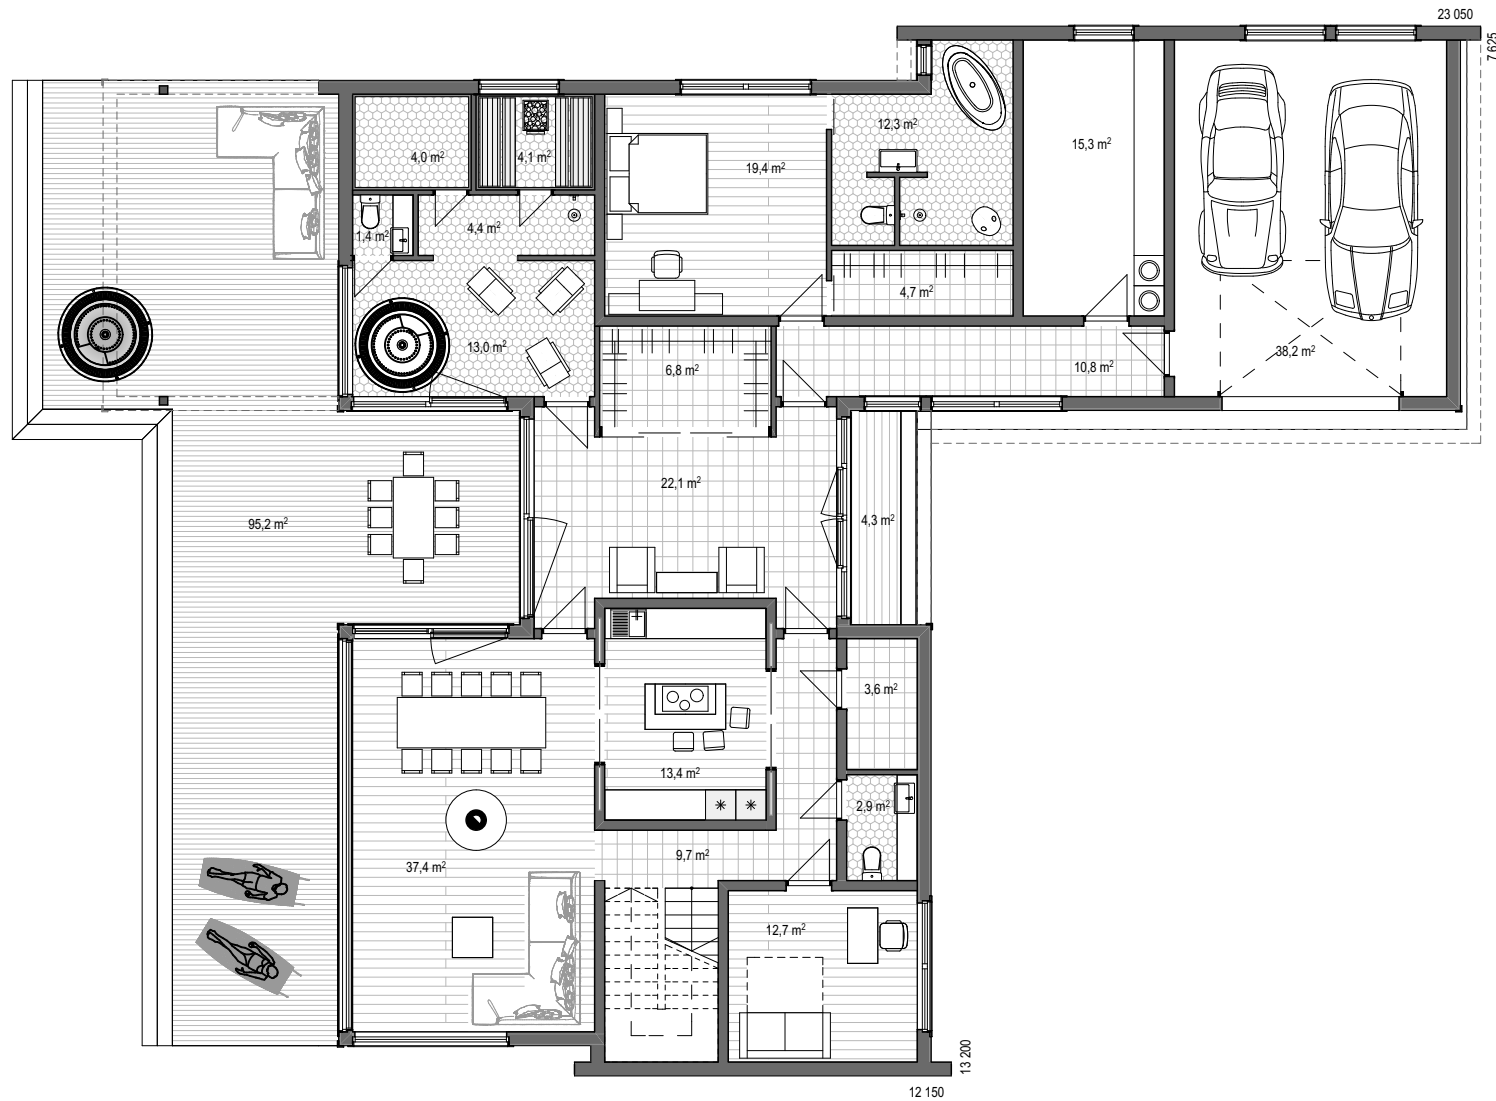 23 050
7 625
12,3 m²
15,3 m²
4,0 m²
4,1 m²
19,4 m²
1,4 m²
4,4 m²
4,7 m²
13,0 m²
38,2 m²
6,8 m²
10,8 m²
22,1 m²
95,2 m²
4,3 m²
3,6 m²
13,4 m²
2,9 m²
9,7 m²
37,4 m²
12,7 m²
13 200
12 150